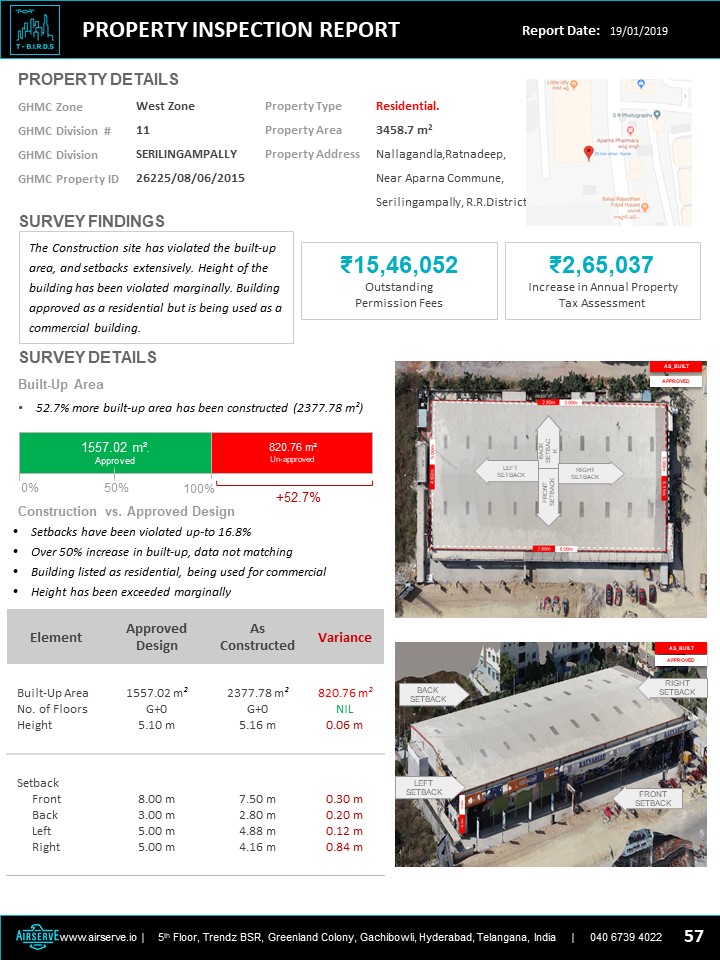 T - B.I.R.D.S
PROPERTY INSPECTION REPORT
Report Date: 19/01/2019
PROPERTY DETAILS
GHMC Zone West Zone Property Type Residential.
GHMC Division # 11 Property Area 3458.7 m²
GHMC Division SERILINGAMPALLY Property Address Nallagandla,Ratnadeep,
GHMC Property ID 26225/08/06/2015 Near Aparna Commune,
Serilingampally, R.R.District
S R Photography
Aparna Pharmacy
Balaji Rajasthan
Food House
SURVEY FINDINGS
The Construction site has violated the built-up
area, and setbacks extensively. Height of the
building has been violated marginally. Building
approved as a residential but is being used as a
commercial building.
₹15,46,052
Outstanding
Permission Fees
₹2,65,037
Increase in Annual Property
Tax Assessment
SURVEY DETAILS
Built-Up Area
• 52.7% more built-up area has been constructed (2377.78 m²)
1557.02 m².
Approved
820.76 m²
Un-approved
0% 50% 100%
+52.7%
Construction vs. Approved Design
• Setbacks have been violated up-to 16.8%
• Over 50% increase in built-up, data not matching
• Building listed as residential, being used for commercial
• Height has been exceeded marginally
Element Approved Design As Constructed Variance
Built-Up Area 1557.02 m² 2377.78 m² 820.76 m²
No. of Floors G+0 G+0 NIL
Height 5.10 m 5.16 m 0.06 m
Setback
Front 8.00 m 7.50 m 0.30 m
Back 3.00 m 2.80 m 0.20 m
Left 5.00 m 4.88 m 0.12 m
Right 5.00 m 4.16 m 0.84 m
AS_BUILT
APPROVED
2.80m 3.00m
BACK
SETBAC
K
LEFT
SETBACK
RIGHT
SETBACK
FRONT
SETBACK
7.50m 8.00m
AS_BUILT
APPROVED
BACK
SETBACK
RIGHT
SETBACK
LEFT
SETBACK
FRONT
SETBACK
AIRSERVE www.airserve.io | 5th Floor, Trendz BSR, Greenland Colony, Gachibowli, Hyderabad, Telangana, India | 040 6739 4022 57